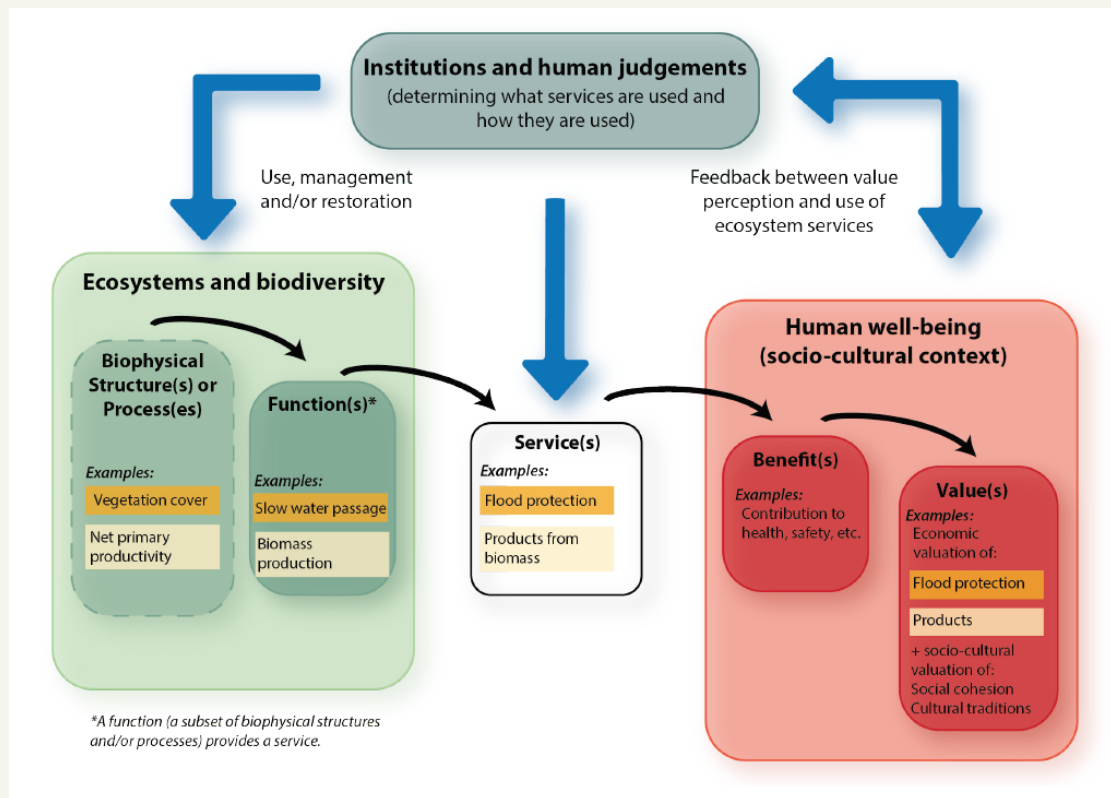 Institutions and human judgements
(determining what services are used and
how they are used)
Use, management
and/or restoration
Feedback between value
perception and use of
ecosystem services
Ecosystems and biodiversity
Biophysical
Structure(s) or
Process(es)
Examples:
Vegetation cover
Net primary
productivity
Function(s)*
Examples:
Slow water passage
Biomass
production
Service(s)
Examples:
Flood protection
Products from
biomass
Human well-being
(socio-cultural context)
Benefit(s)
Examples:
Contribution to
health, safety, etc.
Value(s)
Examples:
Economic
valuation of:
Flood protection
Products
+ socio-cultural
valuation of:
Social cohesion
Cultural traditions
*A function (a subset of biophysical structures
and/or processes) provides a service.